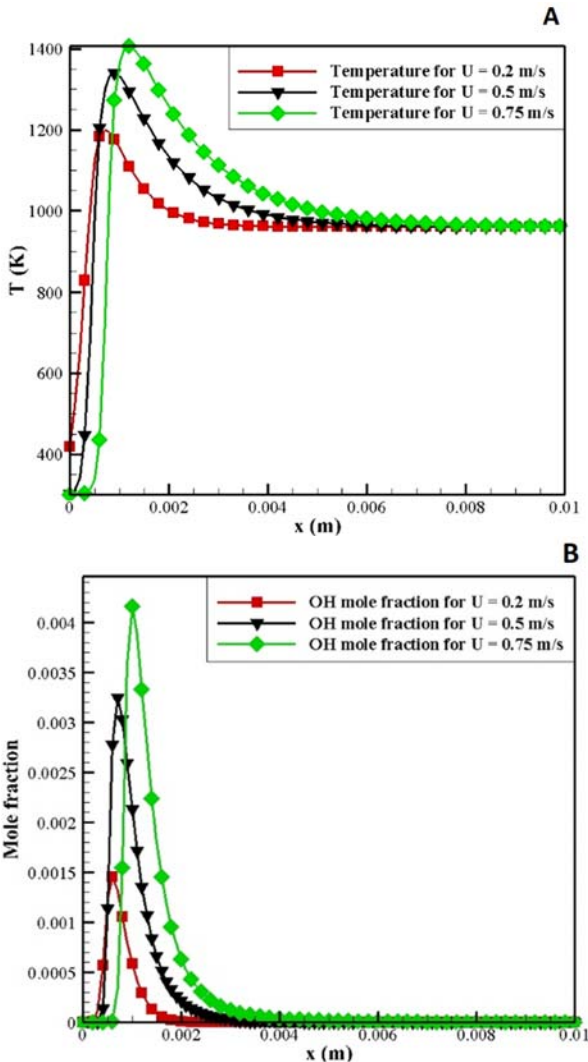 A
1400
1200
1000
800
600
400
T (K)
Temperature for U = 0.2 m/s
Temperature for U = 0.5 m/s
Temperature for U = 0.75 m/s
0
0.002
0.004
0.006
0.008
0.01
x (m)
B
0.004
0.0035
0.003
0.0025
0.002
0.0015
0.001
0.0005
0
Mole fraction
OH mole fraction for U = 0.2 m/s
OH mole fraction for U = 0.5 m/s
OH mole fraction for U = 0.75 m/s
0
0.002
0.004
0.006
0.008
0.01
x (m)